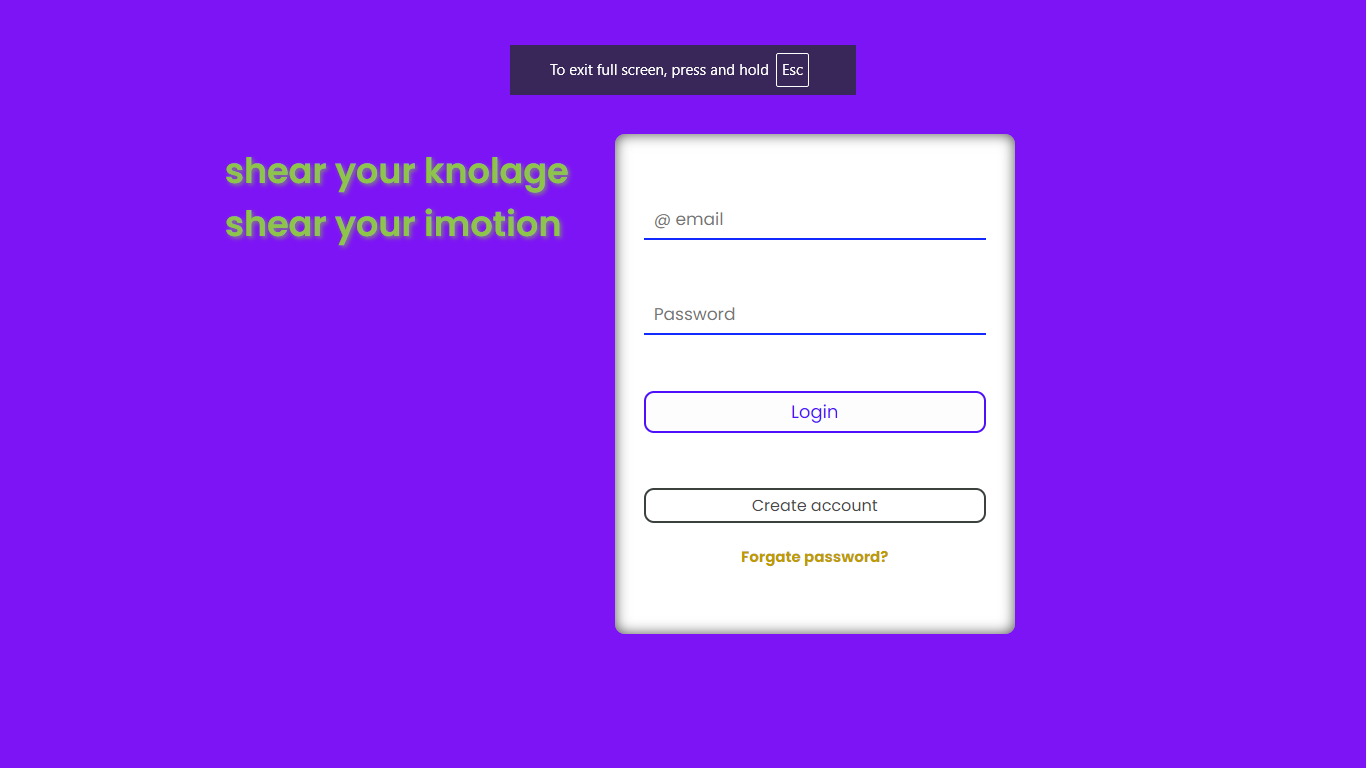 To exit full screen, press and hold Esc
shear your knolage
shear your imotion
@ email
Password
Login
Create account
Forgate password?